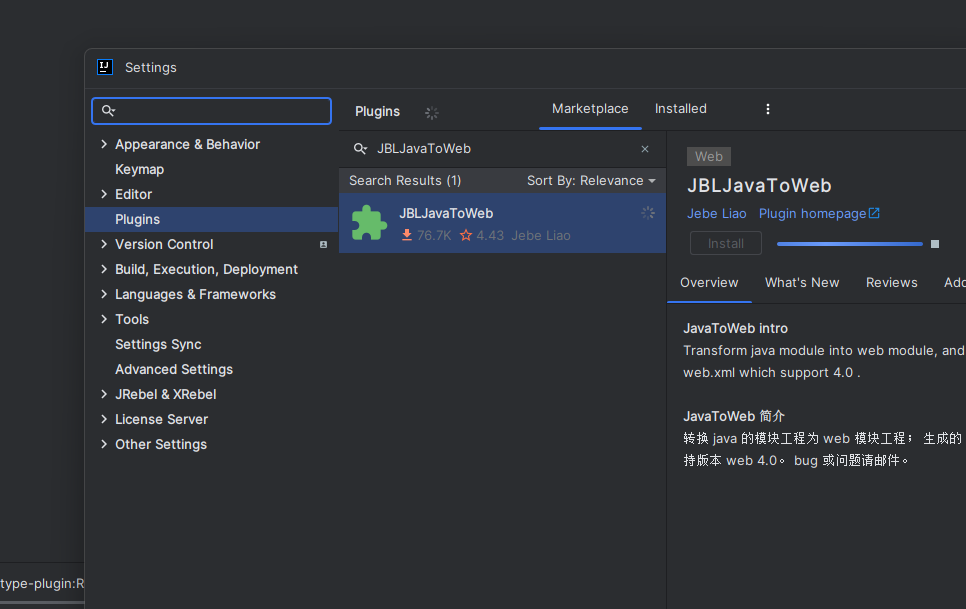 Settings
Appearance & Behavior
Keymap
Editor
Plugins
Version Control
Build, Execution, Deployment
Languages & Frameworks
Tools
Settings Sync
Advanced Settings
JRebel & XRebel
License Server
Other Settings
Plugins
Marketplace
Installed
JBLJavaToWeb
Search Results (1)
Sort By: Relevance
JBLJavaToWeb
76.7K 4.43 Jebe Liao
Web
JBLJavaToWeb
Jebe Liao Plugin homepage
Install
Overview
What's New
Reviews
Adc
JavaToWeb intro
Transform java module into web module, and
web.xml which support 4.0 .
JavaToWeb 简介
转换 java 的模块工程为 web 模块工程； 生成的
持版本 web 4.0。 bug 或问题请邮件。
type-plugin:R